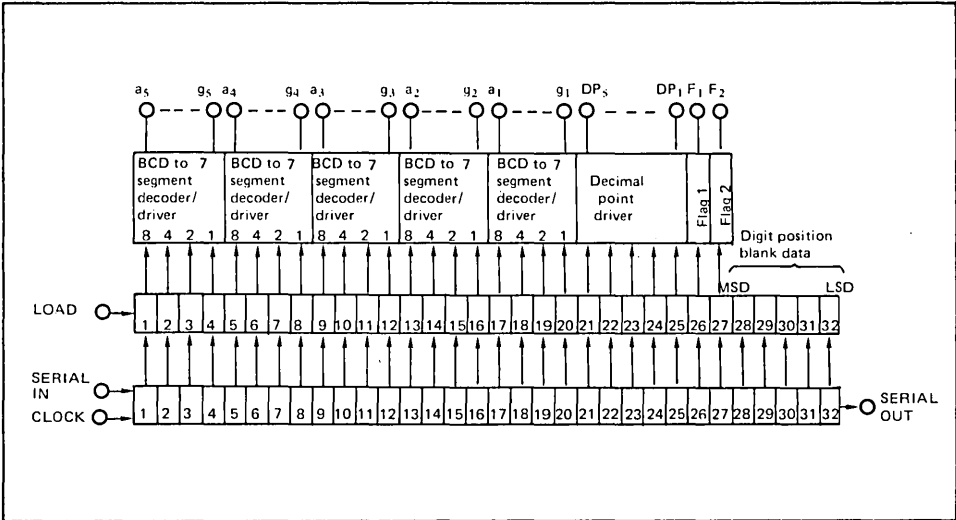 a5 g5 a4 g4 a3 g3 a2 g2 a1 g1 DP5 DP1 F1 F2
BCD to 7 BCD to 7 BCD to 7 BCD to 7 BCD to 7
segment segment segment segment segment Decimal
decoder/ decoder/ decoder/ decoder/ decoder/ point
driver driver driver driver driver driver
8 4 2 1 8 4 2 1 8 4 2 1 8 4 2 1 8 4 2 1
Flag 1
Flag 2
Digit position
blank data
MSD LSD
LOAD
1 2 3 4 5 6 7 8 9 10 11 12 13 14 15 16 17 18 19 20 21 22 23 24 25 26 27 28 29 30 31 32
SERIAL
IN
CLOCK
1 2 3 4 5 6 7 8 9 10 11 12 13 14 15 16 17 18 19 20 21 22 23 24 25 26 27 28 29 30 31 32
SERIAL
OUT